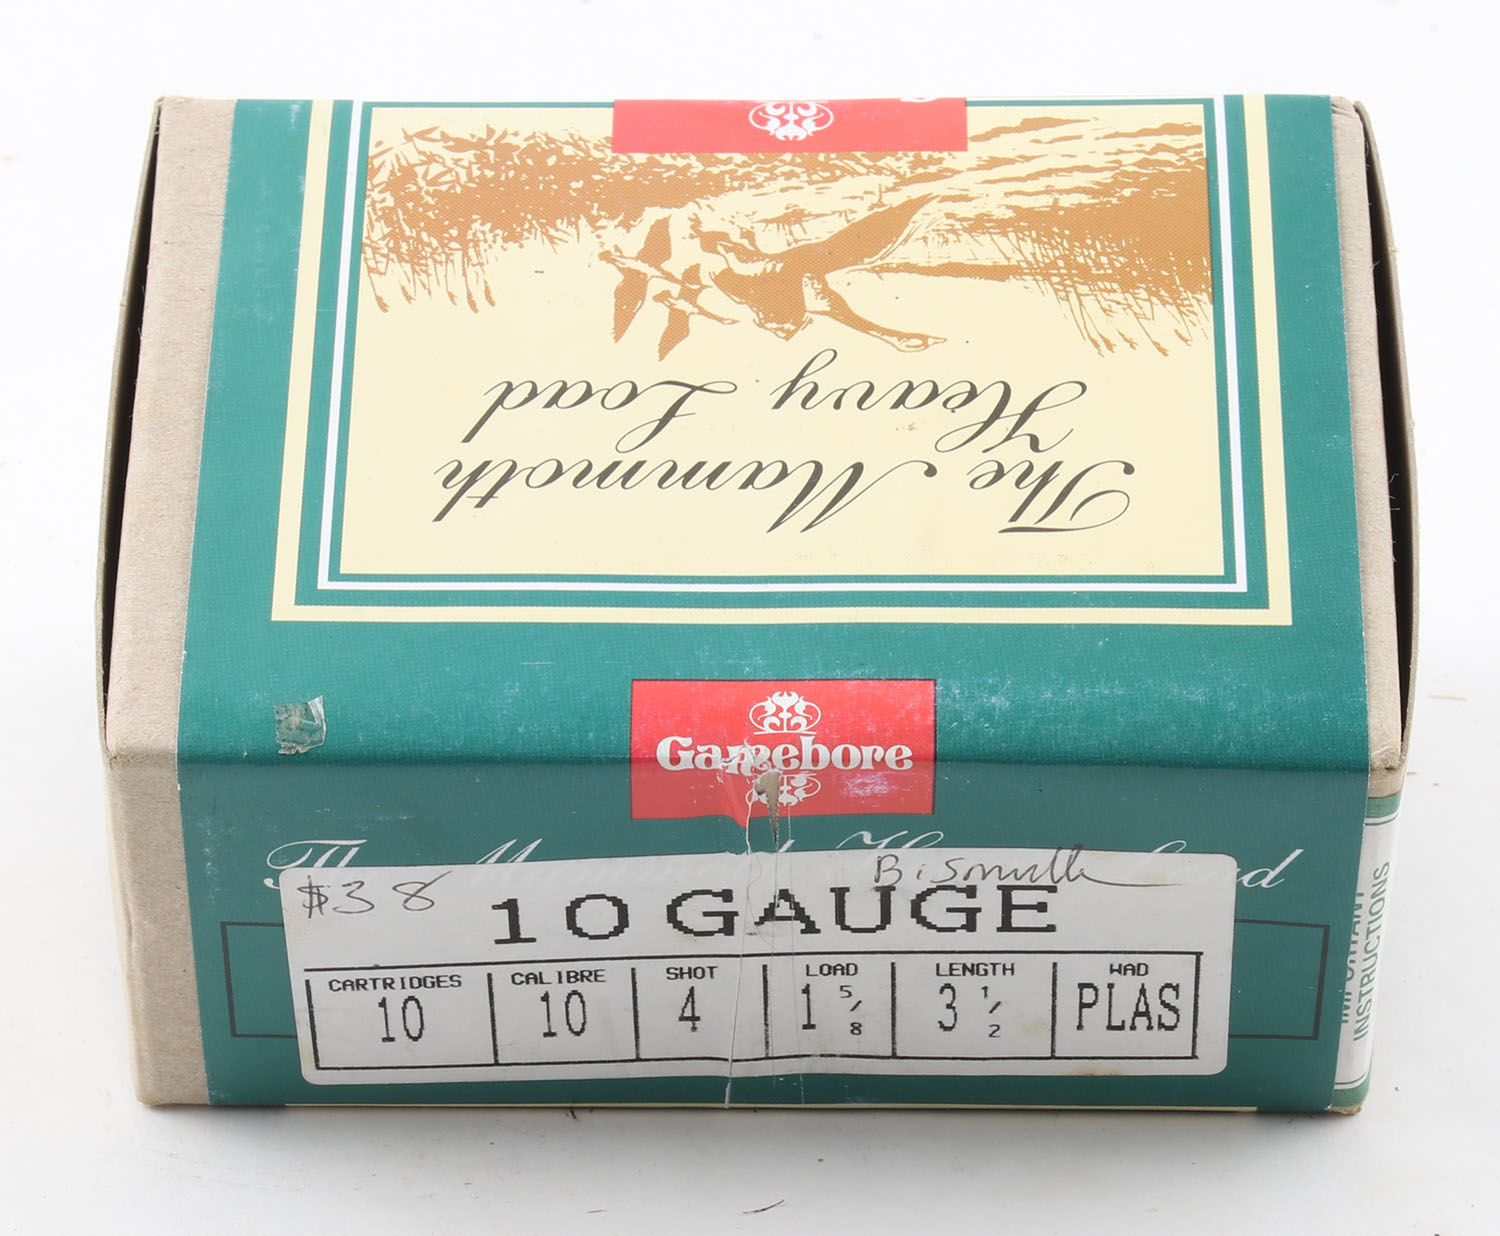 The Mammoth
Heavy Load
Gamebore
$38 Bismuth
10 GAUGE
CARTRIDGES CALIBRE SHOT LOAD LENGTH WAD
10 10 4 1 5/8 3 1/2 PLAS
IMPORTANT
INSTRUCTIONS